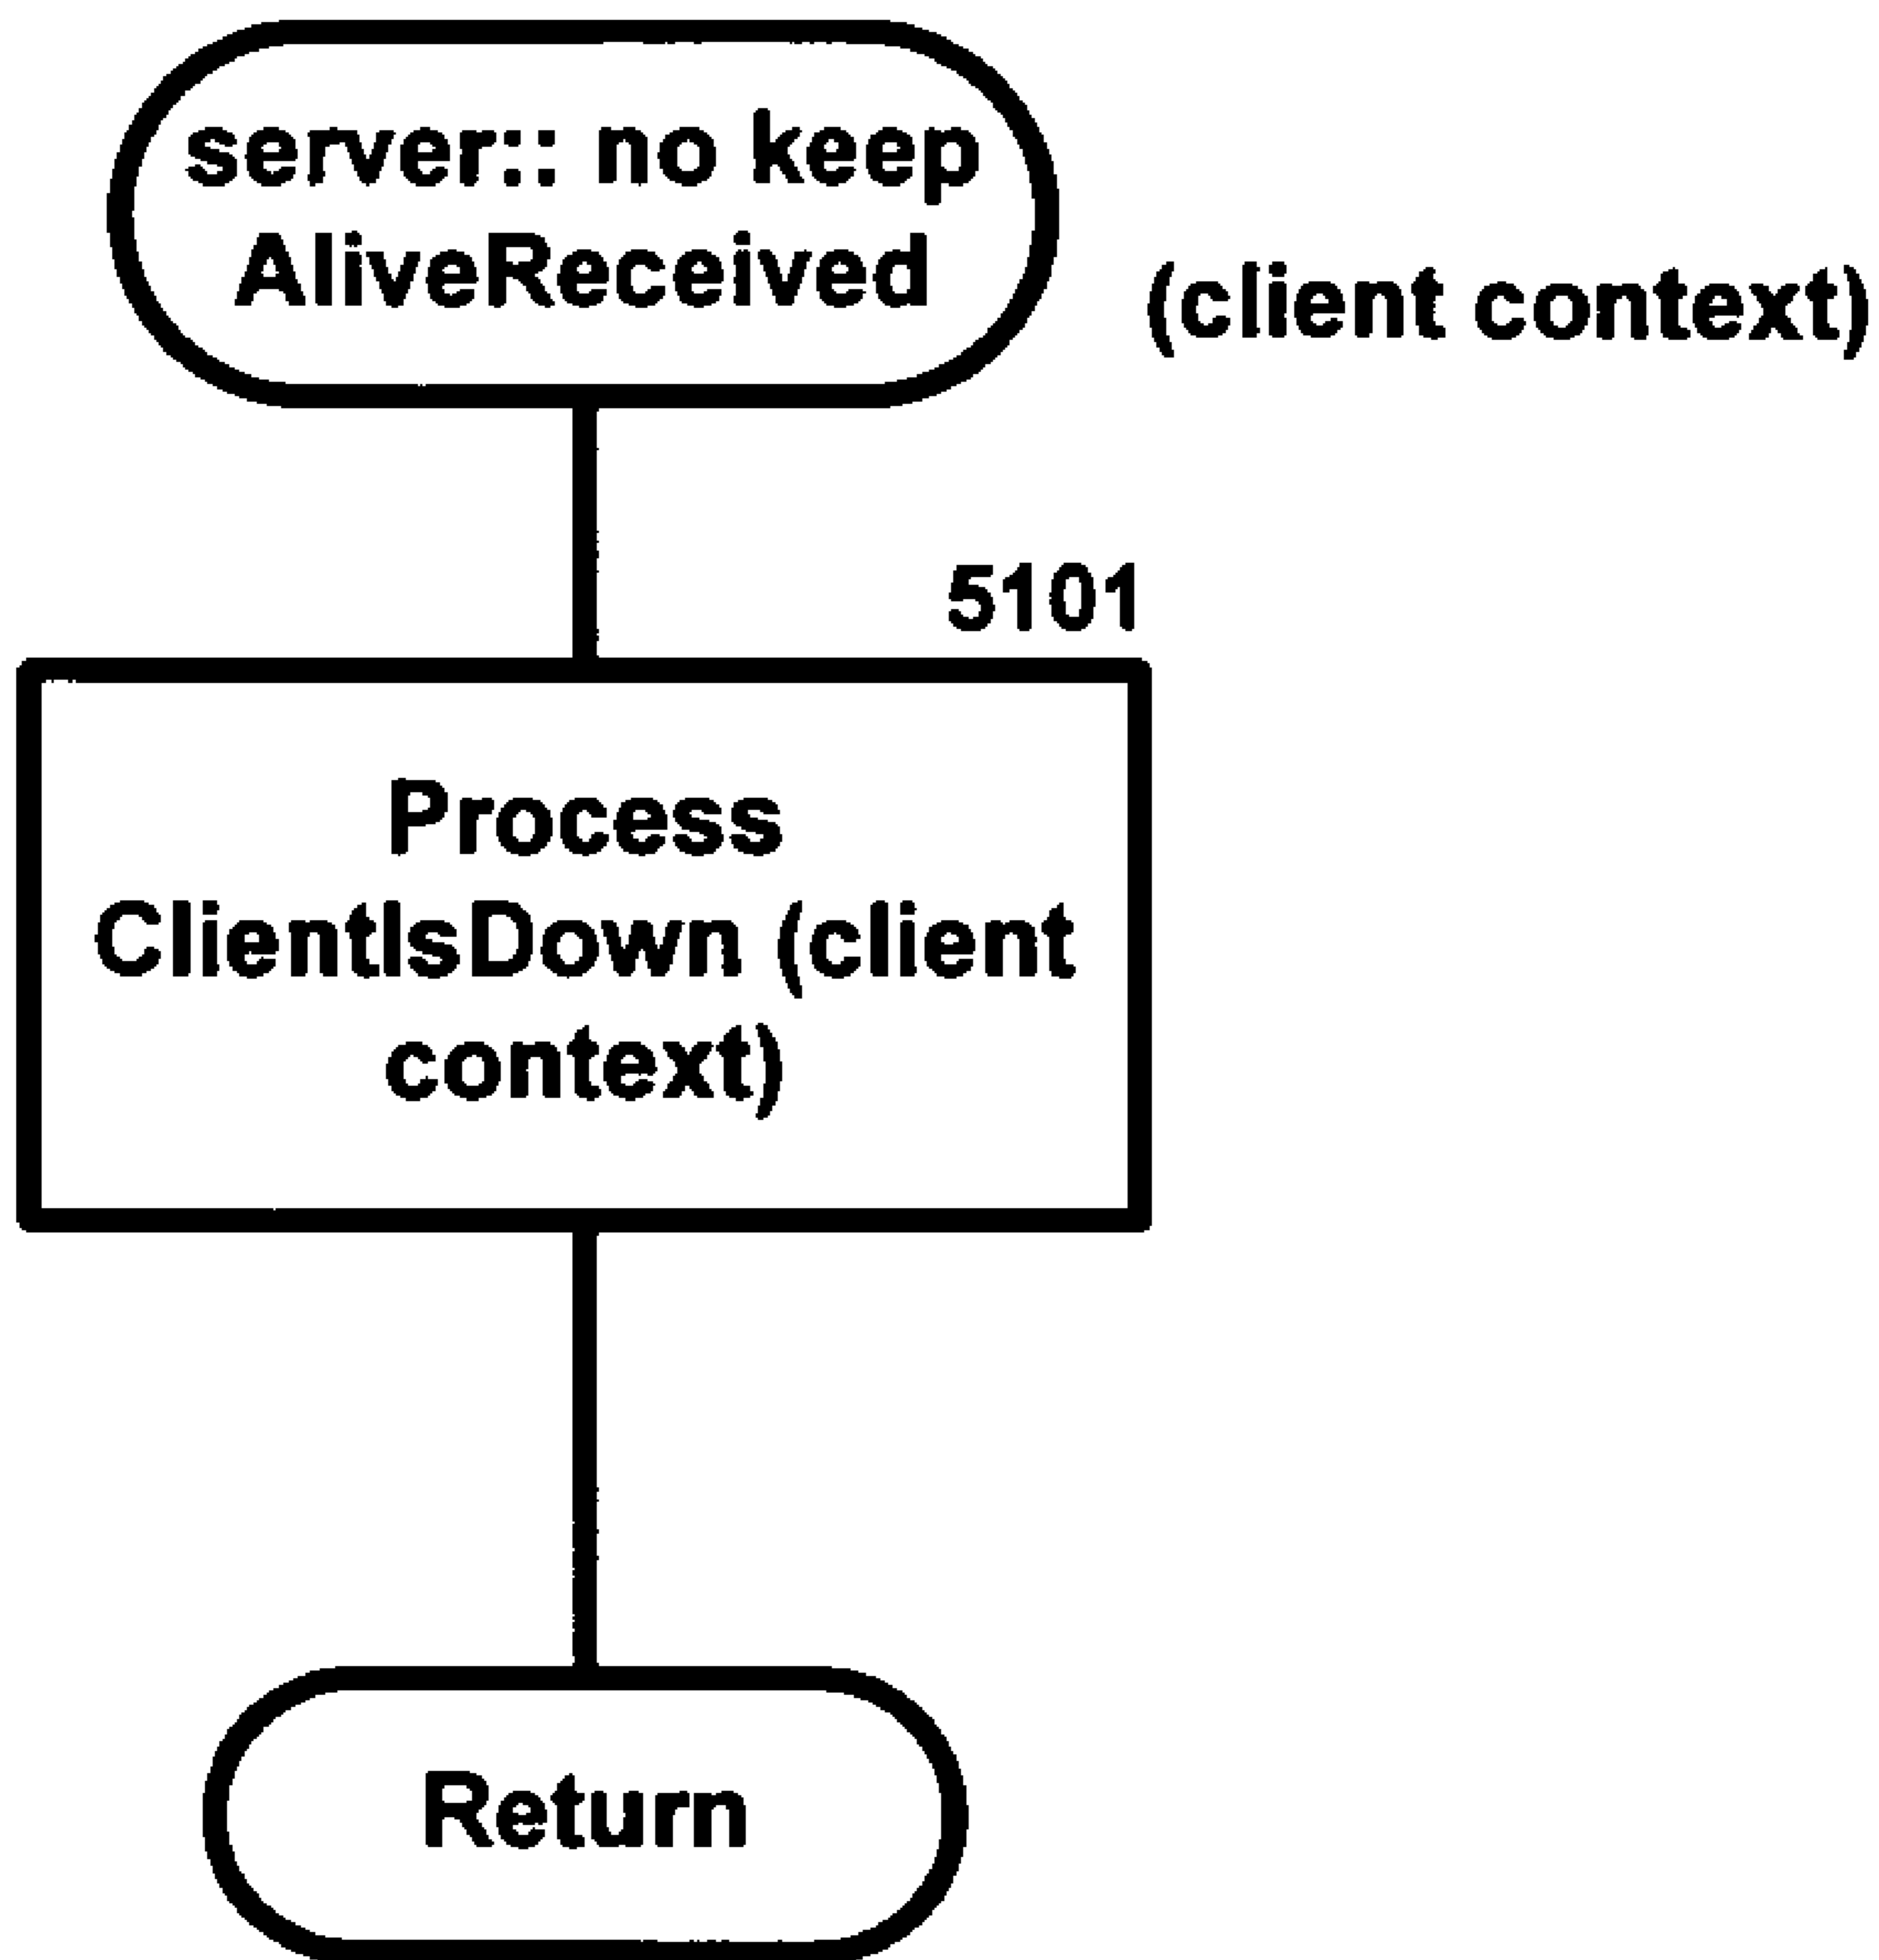 server:: no keep
AliveReceived
(client context)
5101
Process
ClientIsDown (client
context)
Return